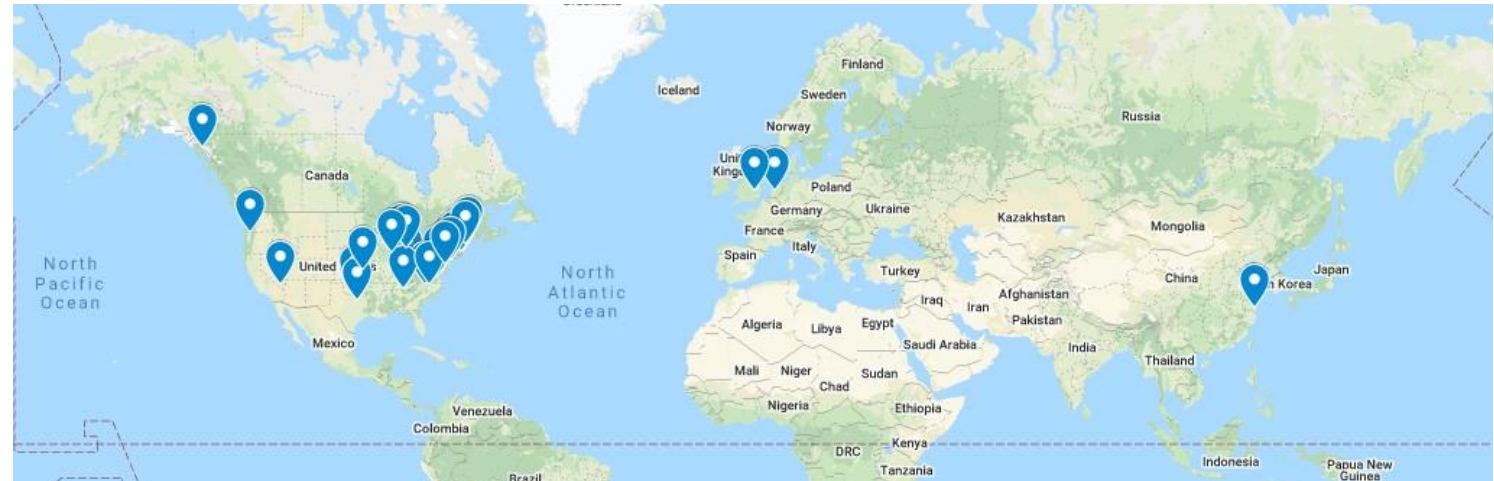 Finland
Iceland
Sweden
Russia
Norway
Canada
Poland
Germany
Ukraine
Kazakhstan
Mongolia
France
Italy
Spain
North
Pacific
Ocean
United
North
Atlantic
Ocean
Turkey
China
Japan
Korea
Iraq
Iran
Afghanistan
Pakistan
Algeria
Libya
Egypt
Saudi Arabia
Mexico
India
Thailand
Mali
Niger
Chad
Sudan
Nigeria
Ethiopia
Venezuela
Colombia
DRC
Kenya
Tanzania
Indonesia
Papua New
Guinea
Brazil